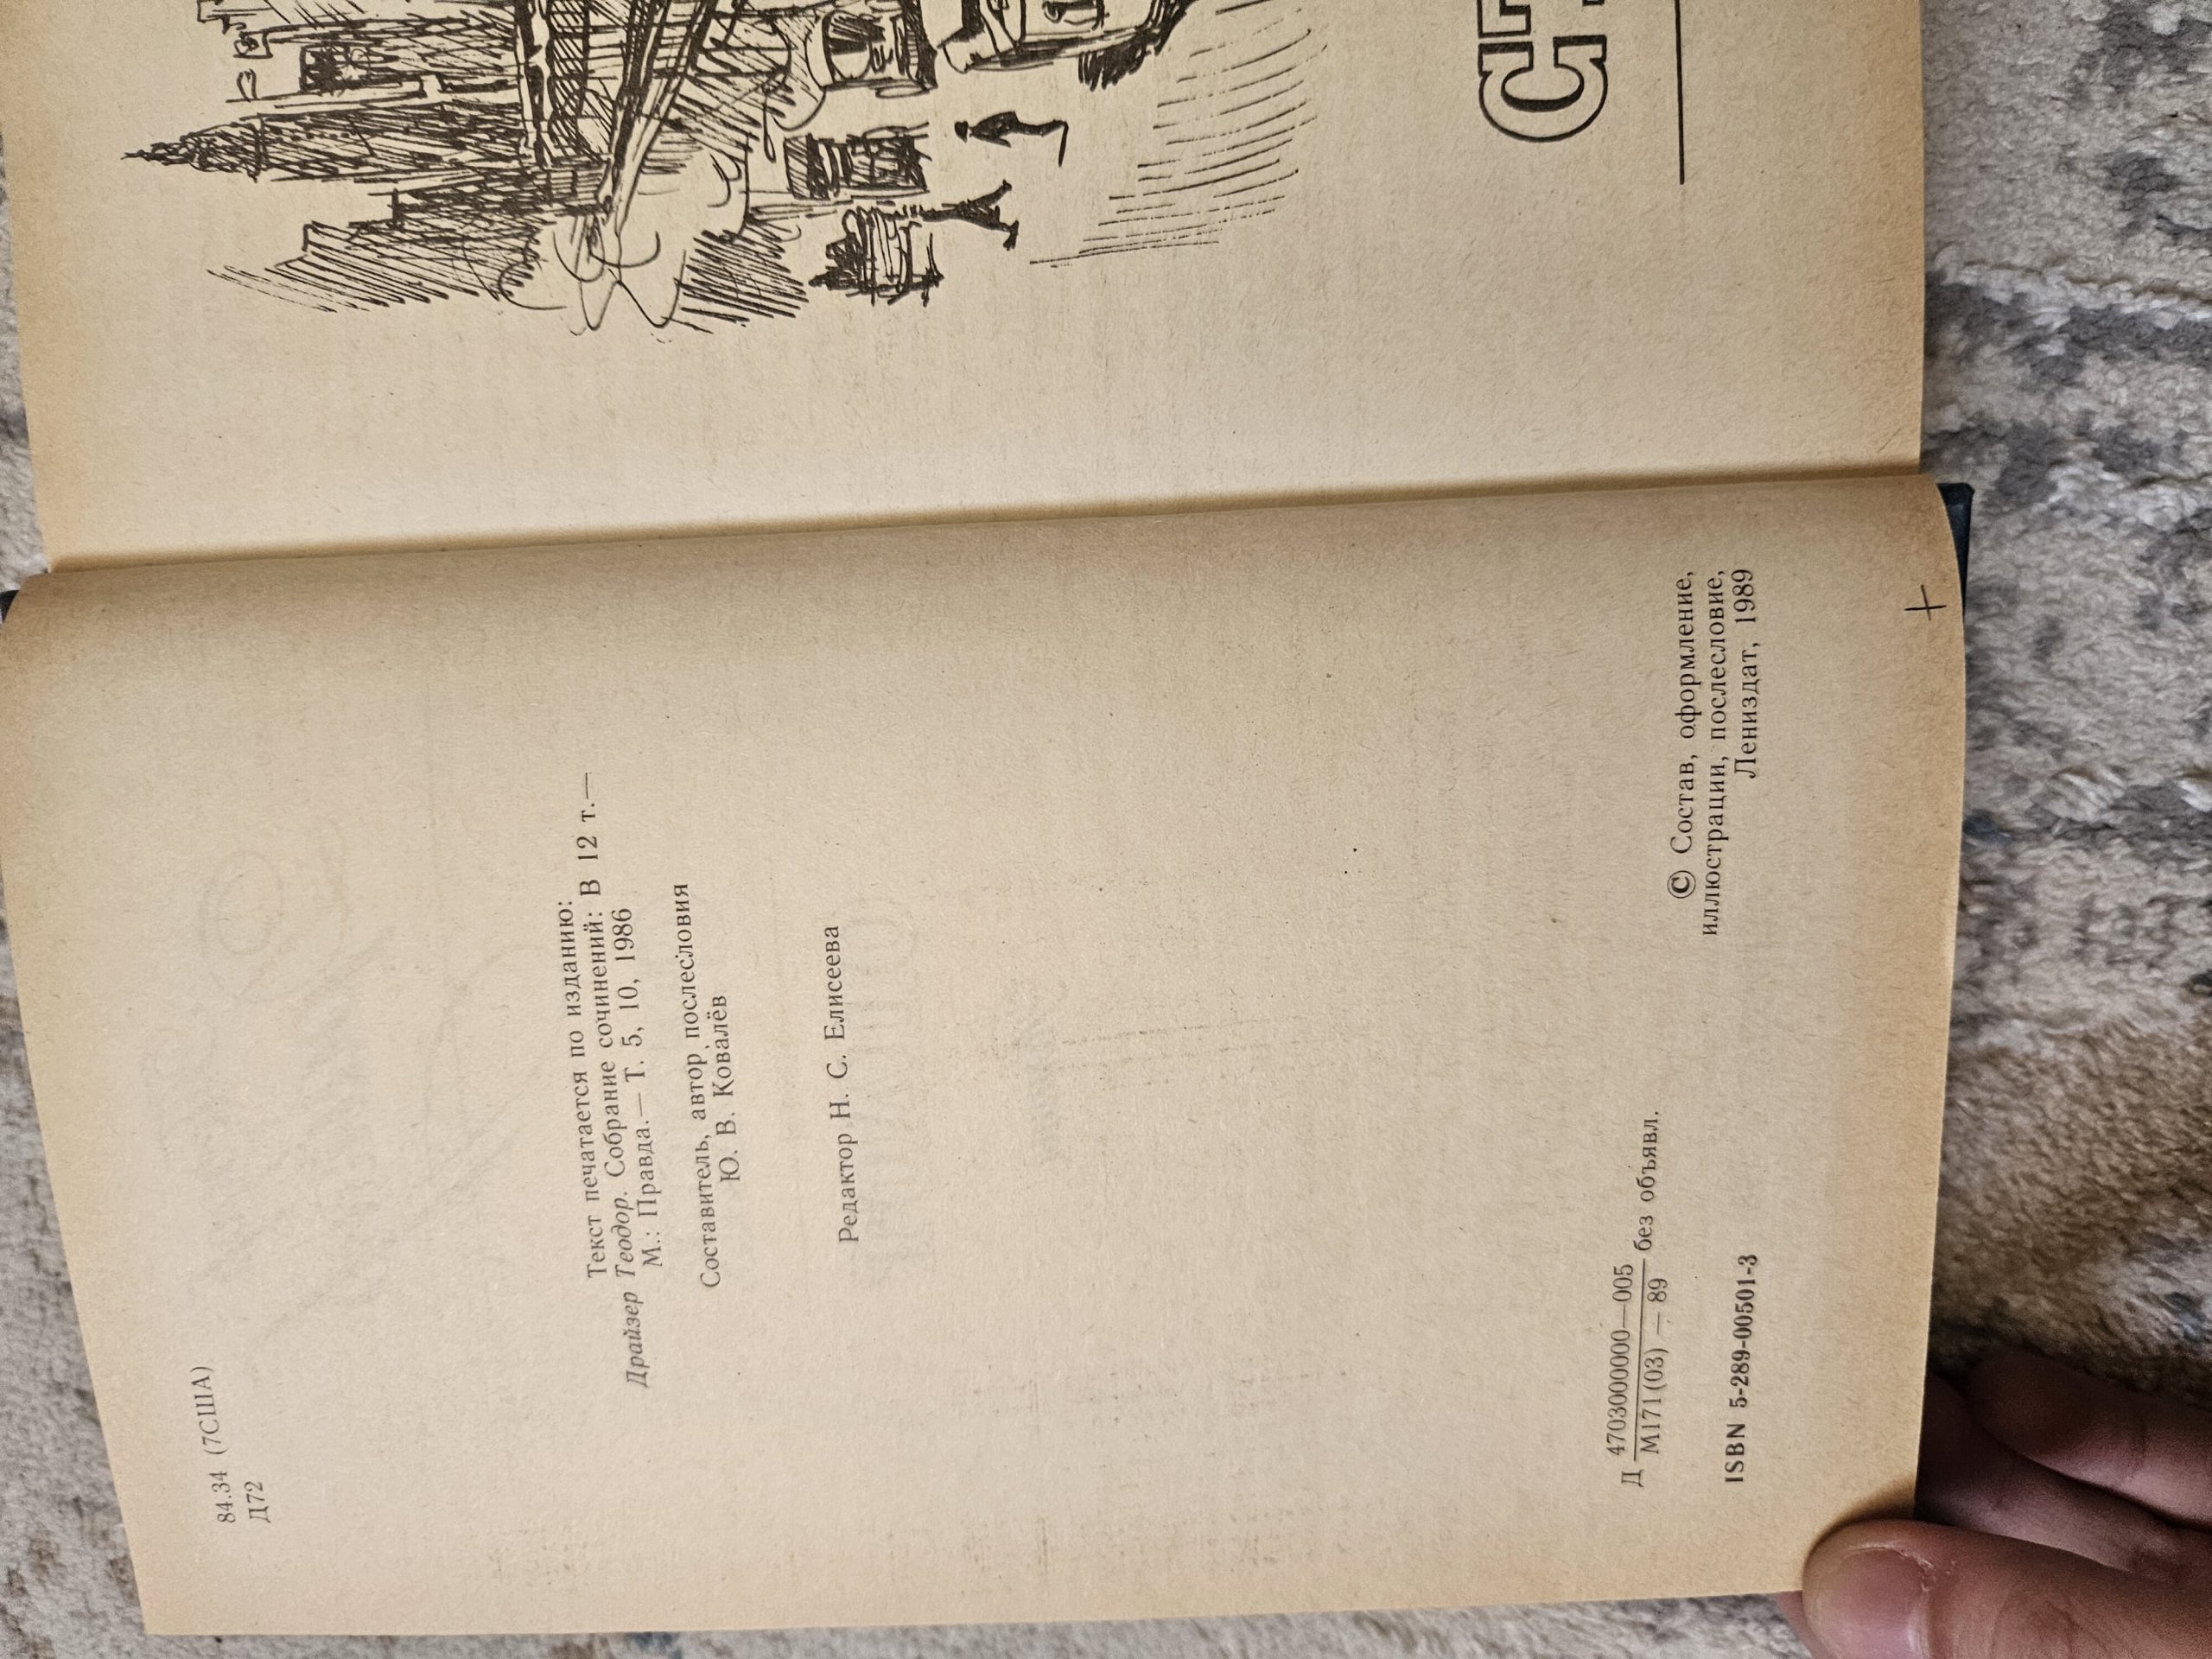 84.34 (7США)
Д72
Текст печатается по изданию:
Драйзер Теодор. Собрание сочинений: В 12 т.—
М.: Правда.— Т. 5, 10, 1986
Составитель, автор послесловия
Ю. В. Ковалёв
Редактор Н. С. Елисеева
Д 4703000000—005
М171(03) — 89 без объявл.
ISBN 5-289-00501-3
© Состав, оформление,
иллюстрации, послесловие,
Лениздат, 1989